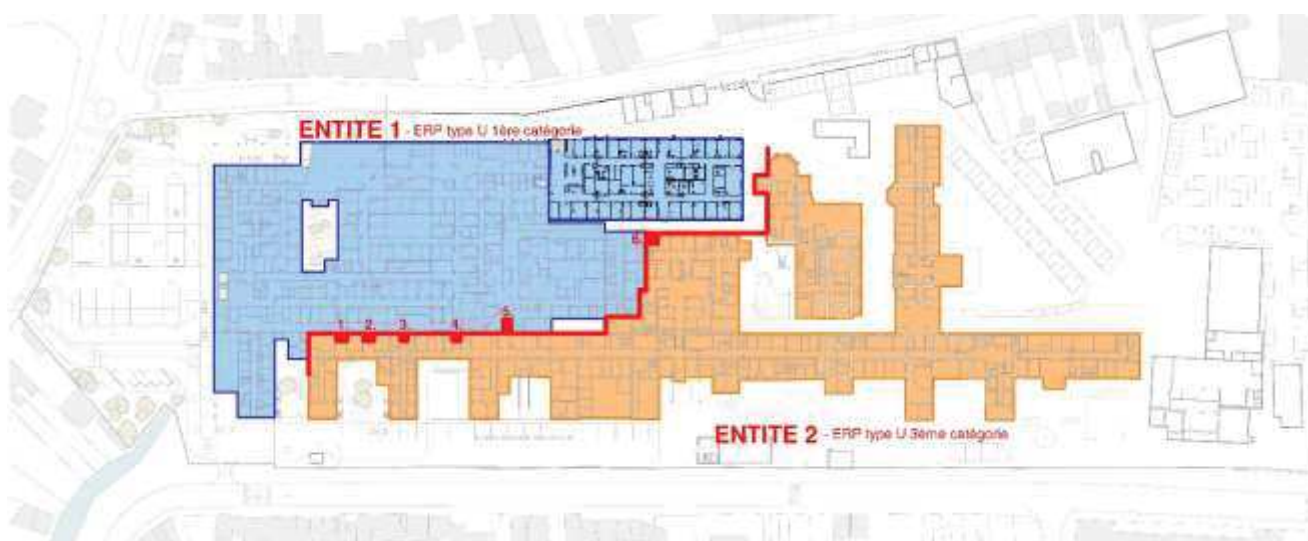 ENTITE 1 - ERP type U 1ère catégorie
6.
5.
1. 2. 3. 4.
ENTITE 2 - ERP type U 3ème catégorie